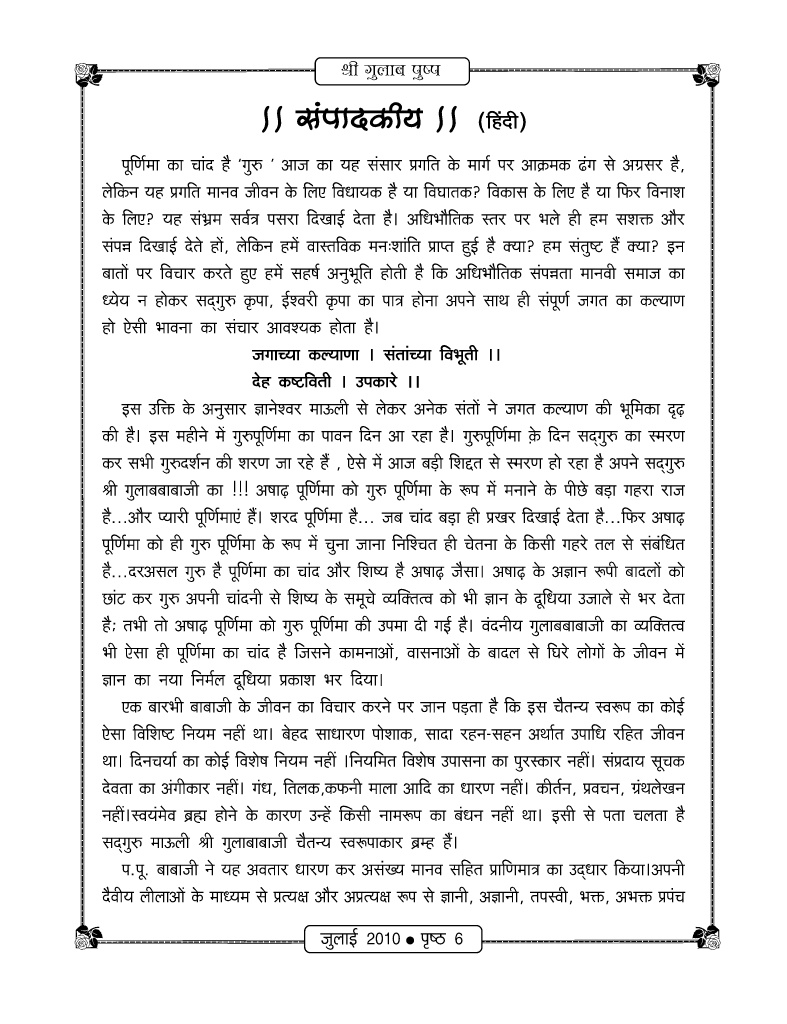 श्री गुलाब पुष्प
।। संपादकीय ।। (हिंदी)
पूर्णिमा का चांद है 'गुरु ' आज का यह संसार प्रगति के मार्ग पर आक्रमक ढंग से अग्रसर है,
लेकिन यह प्रगति मानव जीवन के लिए विधायक है या विघातक? विकास के लिए है या फिर विनाश
के लिए? यह संभ्रम सर्वत्र पसरा दिखाई देता है। अधिभौतिक स्तर पर भले ही हम सशक्त और
संपन्न दिखाई देते हों, लेकिन हमें वास्तविक मनःशांति प्राप्त हुई है क्या? हम संतुष्ट हैं क्या? इन
बातों पर विचार करते हुए हमें सहर्ष अनुभूति होती है कि अधिभौतिक संपन्नता मानवी समाज का
ध्येय न होकर सद्‌गुरु कृपा, ईश्वरी कृपा का पात्र होना अपने साथ ही संपूर्ण जगत का कल्याण
हो ऐसी भावना का संचार आवश्यक होता है।
जगाच्या कल्याणा । संतांच्या विभूती ।।
देह कष्टविती । उपकारे ।।
इस उक्ति के अनुसार ज्ञानेश्वर माऊली से लेकर अनेक संतों ने जगत कल्याण की भूमिका दृढ़
की है। इस महीने में गुरुपूर्णिमा का पावन दिन आ रहा है। गुरुपूर्णिमा के़ दिन सद्‌गुरु का स्मरण
कर सभी गुरुदर्शन की शरण जा रहे हैं , ऐसे में आज बड़ी शिद्दत से स्मरण हो रहा है अपने सद्‌गुरु
श्री गुलाबबाबाजी का !!! अषाढ़ पूर्णिमा को गुरु पूर्णिमा के रूप में मनाने के पीछे बड़ा गहरा राज
है...और प्यारी पूर्णिमाएं हैं। शरद पूर्णिमा है... जब चांद बड़ा ही प्रखर दिखाई देता है...फिर अषाढ़
पूर्णिमा को ही गुरु पूर्णिमा के रूप में चुना जाना निश्चित ही चेतना के किसी गहरे तल से संबंधित
है...दरअसल गुरु है पूर्णिमा का चांद और शिष्य है अषाढ़ जैसा। अषाढ़ के अज्ञान रूपी बादलों को
छांट कर गुरु अपनी चांदनी से शिष्य के समूचे व्यक्तित्व को भी ज्ञान के दूधिया उजाले से भर देता
है; तभी तो अषाढ़ पूर्णिमा को गुरु पूर्णिमा की उपमा दी गई है। वंदनीय गुलाबबाबाजी का व्यक्तित्व
भी ऐसा ही पूर्णिमा का चांद है जिसने कामनाओं, वासनाओं के बादल से घिरे लोगों के जीवन में
ज्ञान का नया निर्मल दूधिया प्रकाश भर दिया।
एक बारभी बाबाजी के जीवन का विचार करने पर जान पड़ता है कि इस चैतन्य स्वरूप का कोई
ऐसा विशिष्ट नियम नहीं था। बेहद साधारण पोशाक, सादा रहन-सहन अर्थात उपाधि रहित जीवन
था। दिनचर्या का कोई विशेष नियम नहीं ।नियमित विशेष उपासना का पुरस्कार नहीं। संप्रदाय सूचक
देवता का अंगीकार नहीं। गंध, तिलक,कफनी माला आदि का धारण नहीं। कीर्तन, प्रवचन, ग्रंथलेखन
नहीं।स्वयंमेव ब्रह्म होने के कारण उन्हें किसी नामरूप का बंधन नहीं था। इसी से पता चलता है
सद्‌गुरु माऊली श्री गुलाबाबाजी चैतन्य स्वरूपाकार ब्रम्ह हैं।
प.पू. बाबाजी ने यह अवतार धारण कर असंख्य मानव सहित प्राणिमात्र का उद्‌धार किया।अपनी
दैवीय लीलाओं के माध्यम से प्रत्यक्ष और अप्रत्यक्ष रूप से ज्ञानी, अज्ञानी, तपस्वी, भक्त, अभक्त प्रपंच
जुलाई 2010 ● पृष्ठ 6